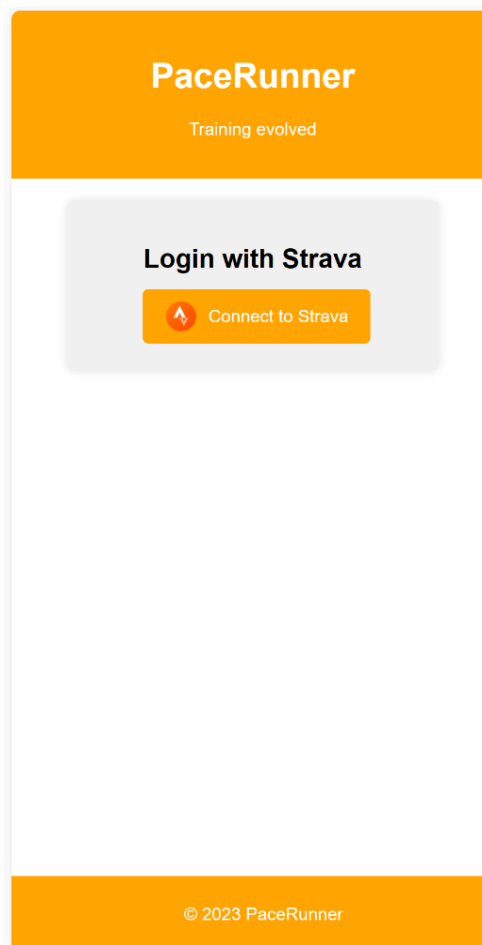 PaceRunner
Training evolved
Login with Strava
Connect to Strava
© 2023 PaceRunner